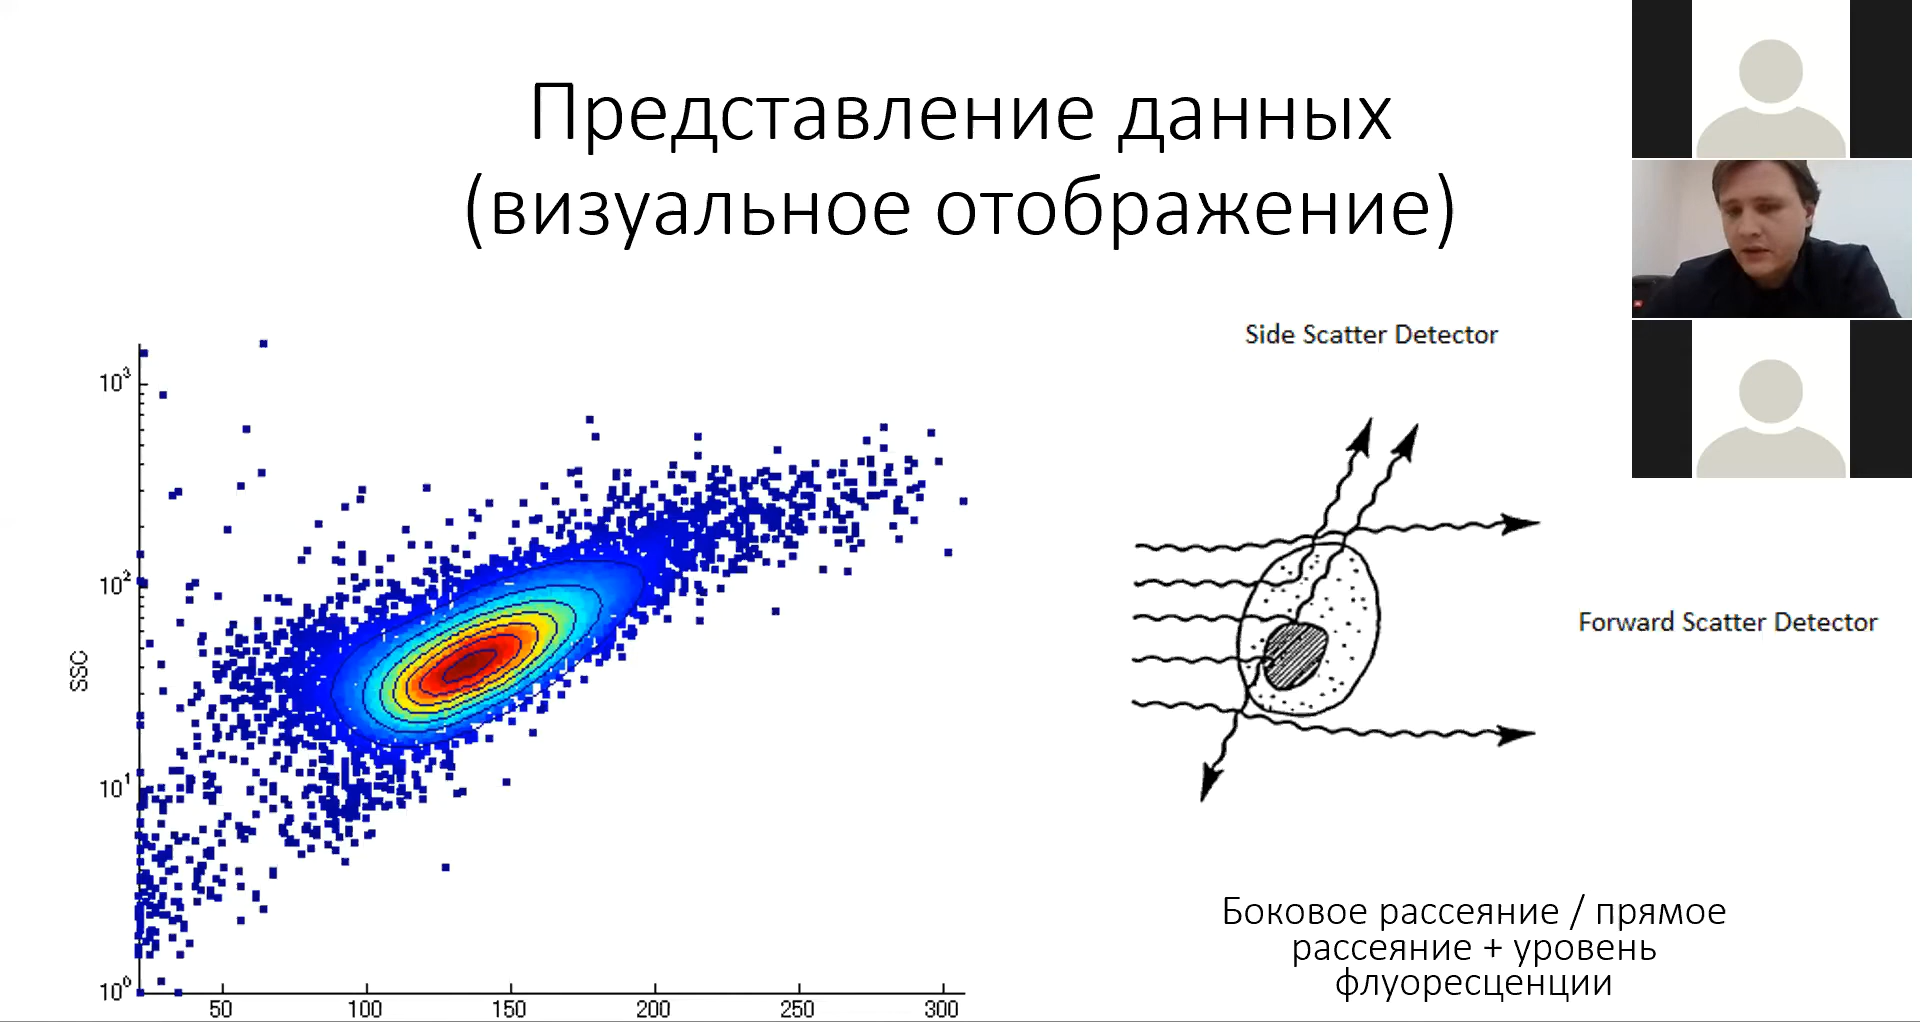 Представление данных
(визуальное отображение)
Side Scatter Detector
Forward Scatter Detector
SSC
10³
10²
10¹
10⁰
50 100 150 200 250 300
Боковое рассеяние / прямое
рассеяние + уровень
флуоресценции